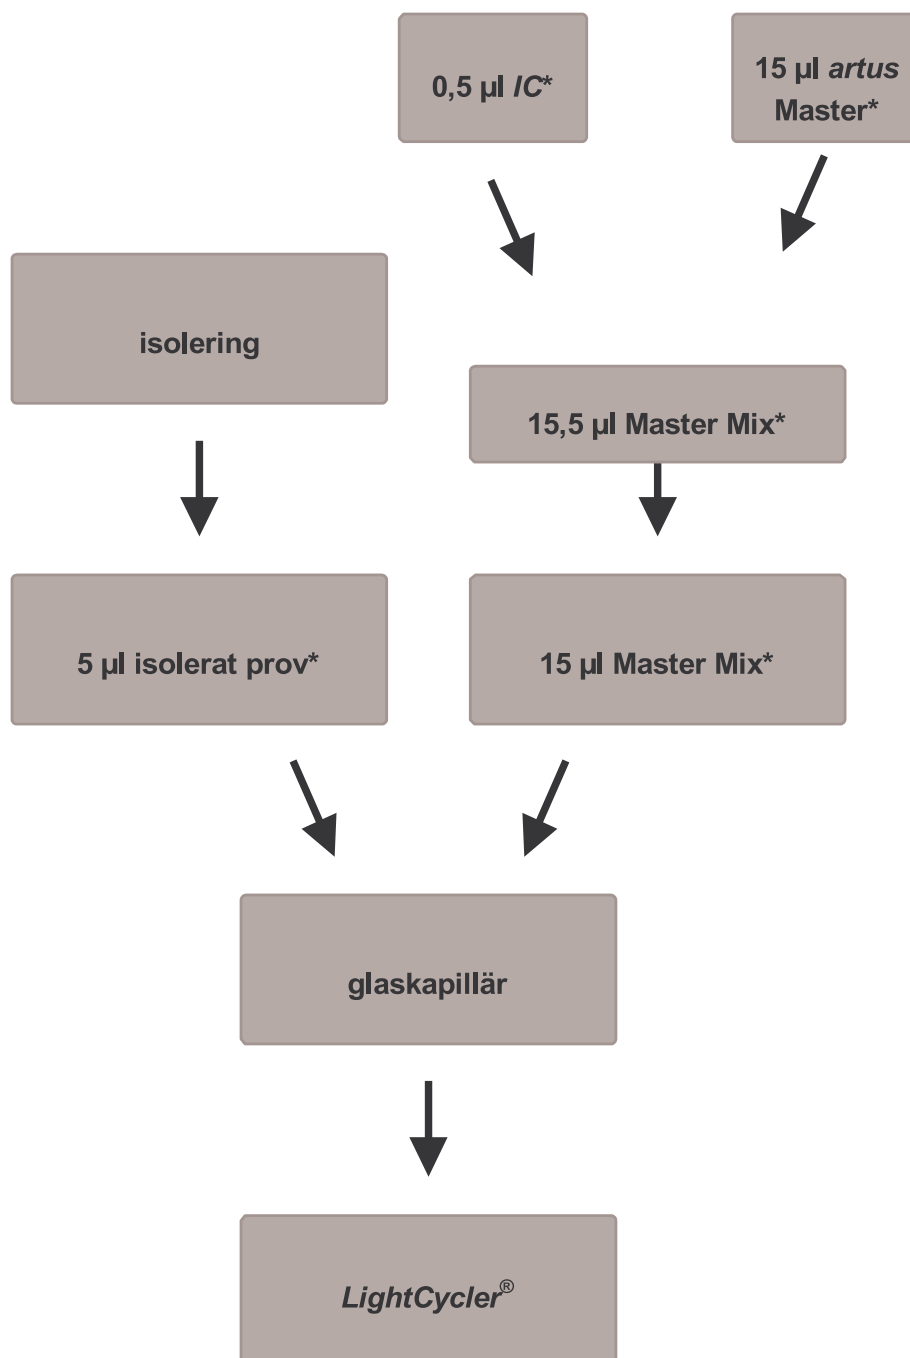 0,5 µl IC*
15 µl artus
Master*
isolering
15,5 µl Master Mix*
5 µl isolerat prov*
15 µl Master Mix*
glaskapillär
LightCycler®